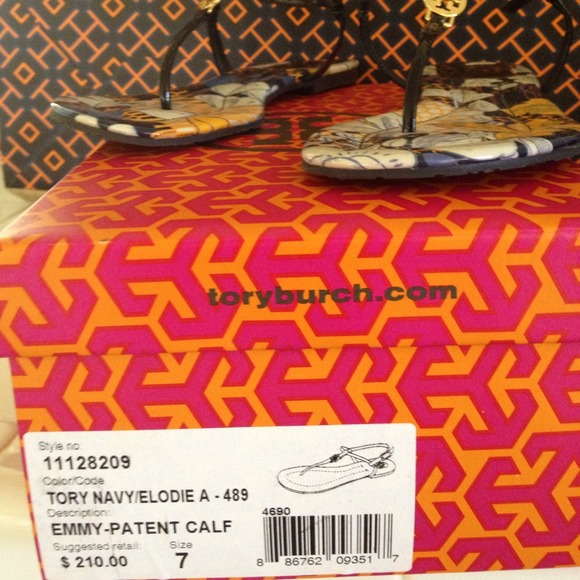 toryburch.com
Style no:
11128209
Color/Code
TORY NAVY/ELODIE A - 489
Description:
EMMY-PATENT CALF
Suggested retail: Size
$ 210.00 7
4690
8 86762 09351 7